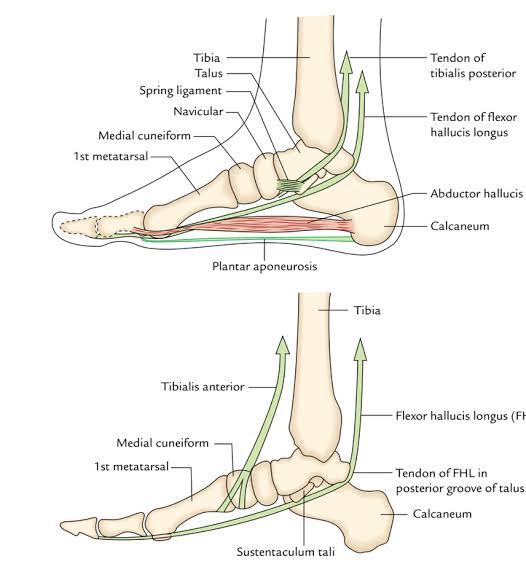 Tibia
Talus
Spring ligament
Navicular
Medial cuneiform
1st metatarsal
Tendon of
tibialis posterior
Tendon of flexor
hallucis longus
Abductor hallucis
Calcaneum
Plantar aponeurosis
Tibia
Tibialis anterior
Flexor hallucis longus (FH
Medial cuneiform
1st metatarsal
Tendon of FHL in
posterior groove of talus
Calcaneum
Sustentaculum tali